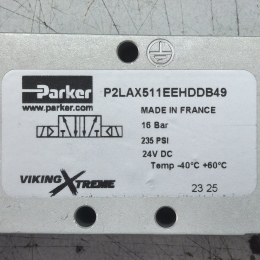 Parker
www.parker.com
P2LAX511EEHDDB49
MADE IN FRANCE
16 Bar
235 PSI
24V DC
Temp -40°C +60°C
VIKING XTREME
23 25